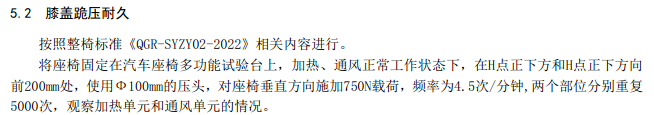 5.2 膝盖跪压耐久
按照整椅标准《QGR-SYZY02-2022》相关内容进行。
将座椅固定在汽车座椅多功能试验台上，加热、通风正常工作状态下，在H点正下方和H点正下方向
前200mm处，使用Φ100mm的压头，对座椅垂直方向施加750N载荷，频率为4.5次/分钟,两个部位分别重复
5000次，观察加热单元和通风单元的情况。